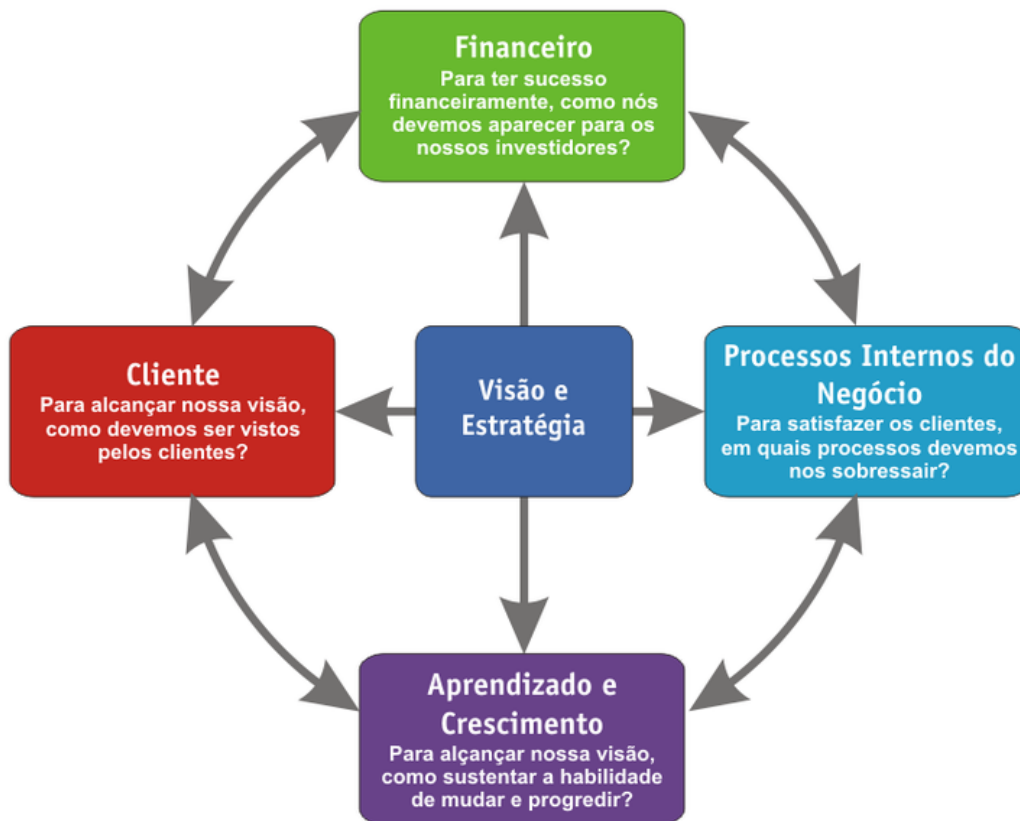 Financeiro
Para ter sucesso
financeiramente, como nós
devemos aparecer para os
nossos investidores?
Cliente
Para alcançar nossa visão,
como devemos ser vistos
pelos clientes?
Visão e
Estratégia
Processos Internos do
Negócio
Para satisfazer os clientes,
em quais processos devemos
nos sobressair?
Aprendizado e
Crescimento
Para alçançar nossa visão,
como sustentar a habilidade
de mudar e progredir?